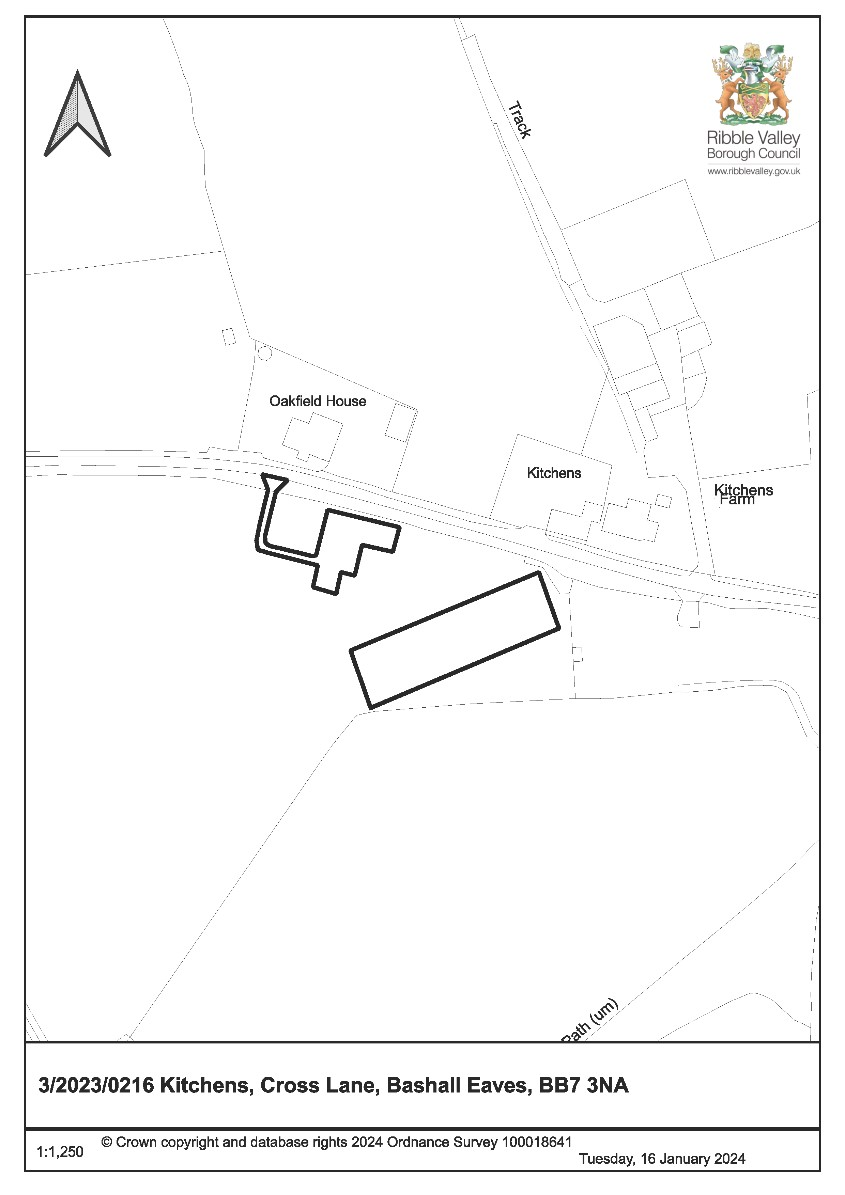 Track
Ribble Valley
Borough Council
www.ribblevalley.gov.uk
Oakfield House
Kitchens
Kitchens
Farm
Path (um)
3/2023/0216 Kitchens, Cross Lane, Bashall Eaves, BB7 3NA
1:1,250
© Crown copyright and database rights 2024 Ordnance Survey 100018641
Tuesday, 16 January 2024